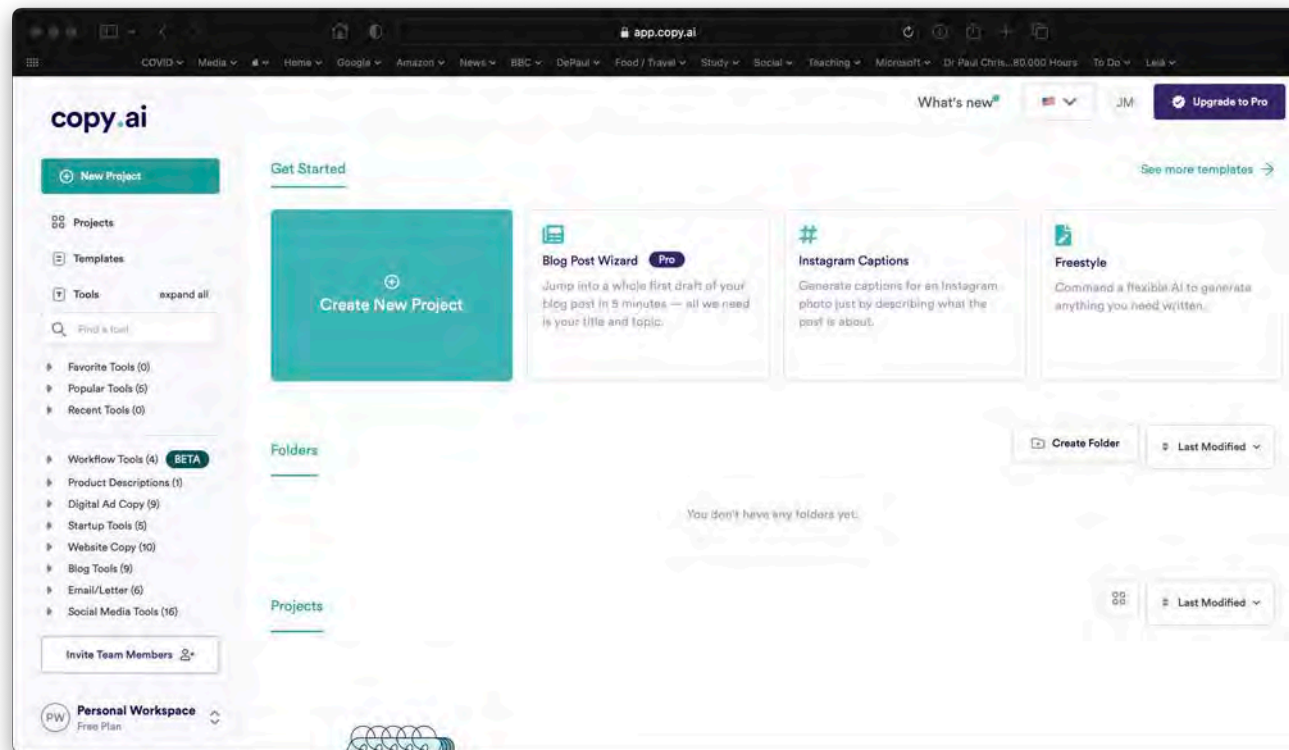 app.copy.ai
COVID Media Home Google Amazon News BBC DePaul Food / Travel Study Social Teaching Microsoft Dr Paul Chris...80,000 Hours To Do Leia
copy.ai
What's new JM Upgrade to Pro
New Project
Projects
Templates
Tools expand all
Find a tool
Favorite Tools (0)
Popular Tools (5)
Recent Tools (0)
Workflow Tools (4) BETA
Product Descriptions (1)
Digital Ad Copy (9)
Startup Tools (5)
Website Copy (10)
Blog Tools (9)
Email/Letter (6)
Social Media Tools (16)
Invite Team Members
PW Personal Workspace
Free Plan
Get Started See more templates
Create New Project
Blog Post Wizard Pro
Jump into a whole first draft of your
blog post in 5 minutes — all we need
is your title and topic.
Instagram Captions
Generate captions for an Instagram
photo just by describing what the
post is about.
Freestyle
Command a flexible AI to generate
anything you need written.
Folders Create Folder Last Modified
You don't have any folders yet.
Projects Last Modified